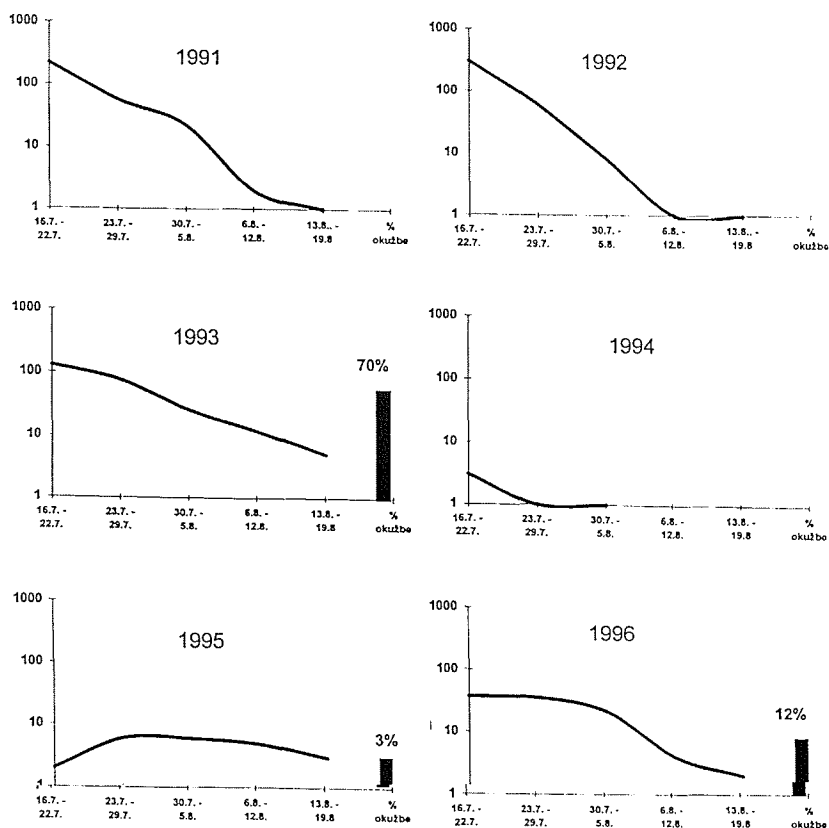 1991
1000
100
10
1
16.7. - 23.7. - 30.7. - 6.8. - 13.8.. - %
22.7. 29.7. 5.8. 12.8. 19.8 okužbe
1992
1000
100
10
1
16.7. - 23.7. - 30.7. - 6.8. - 13.8. - %
22.7. 29.7. 5.8. 12.8. 19.8 okužbe
1993
1000
100
10
1
70%
16.7. - 23.7. - 30.7. - 6.8. - 13.8. - %
22.7. 29.7. 5.8. 12.8. 19.8 okužbe
1994
1000
100
10
1
16.7. - 23.7. - 30.7. - 6.8. - 13.8. - %
22.7. 29.7. 5.8. 12.8. 19.8 okužbe
1995
1000
100
10
1
3%
16.7. - 23.7. - 30.7. - 6.8. - 13.8. - %
22.7. 29.7. 5.8. 12.8. 19.8 okužbe
1996
1000
100
10
1
12%
16.7. - 23.7. - 30.7. - 6.8. - 13.8. - %
22.7. 29.7. 5.8. 12.8. 19.8 okužbe